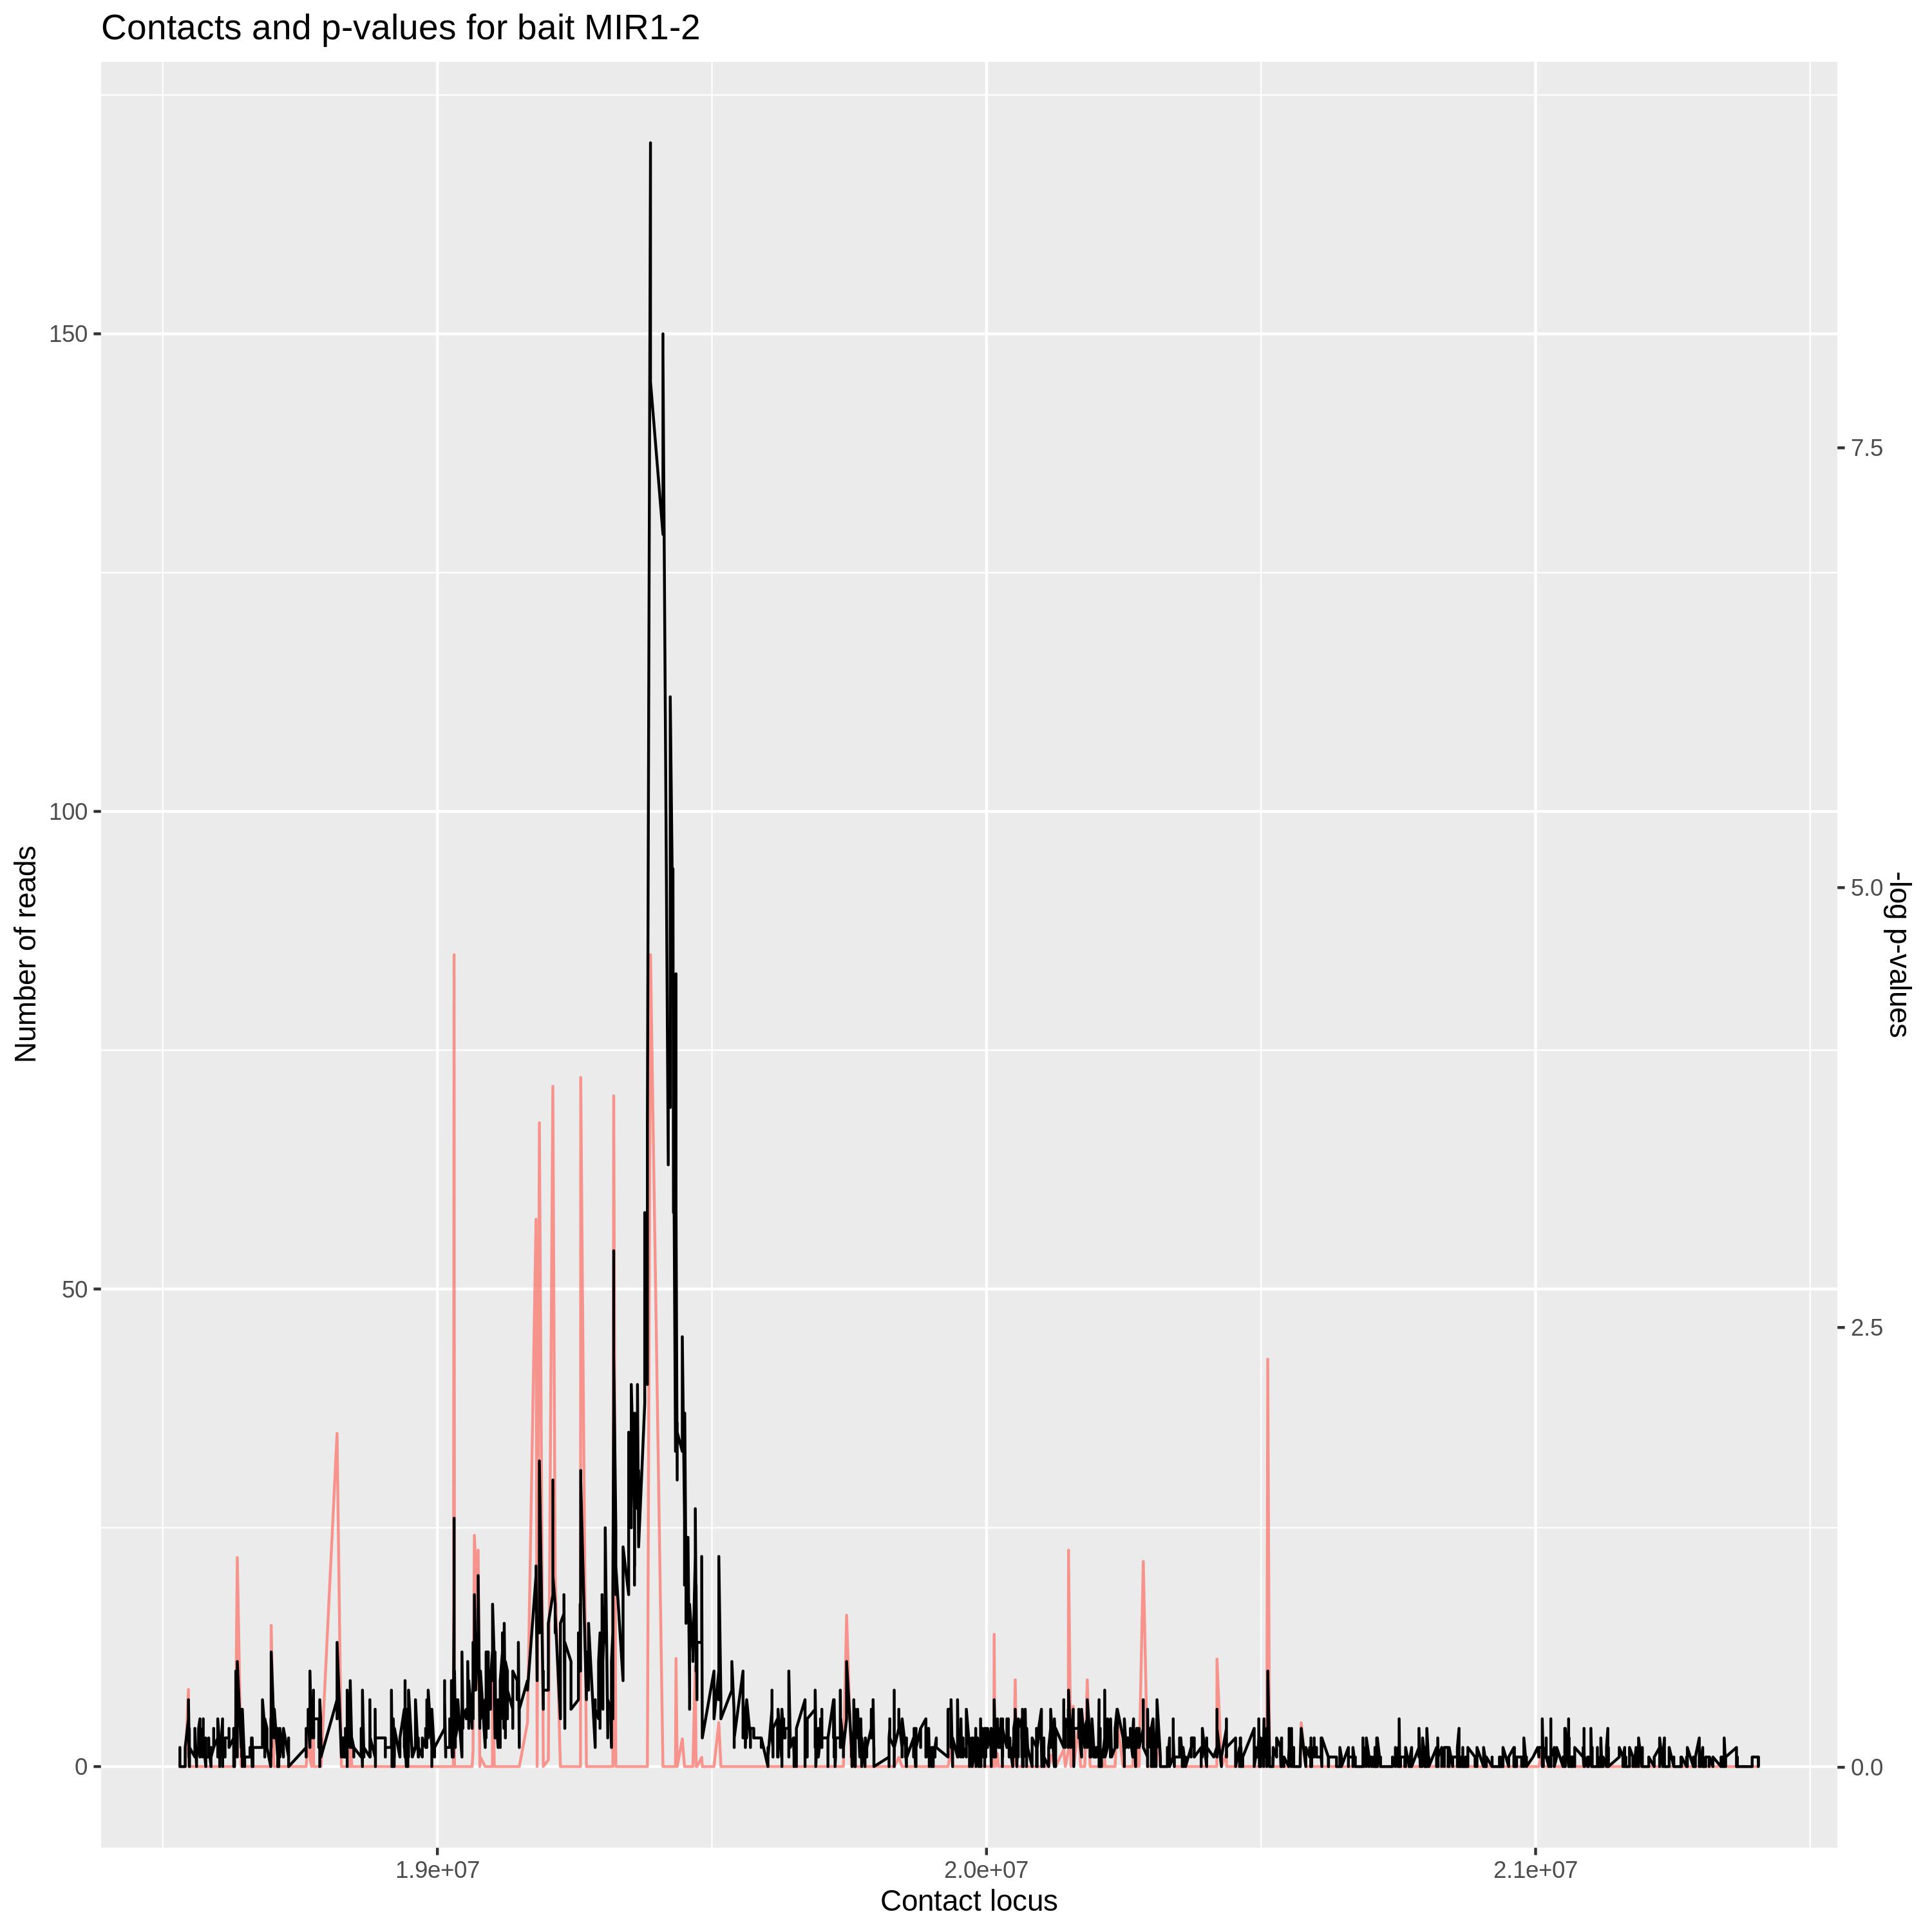 Contacts and p-values for bait MIR1-2
150
100
50
0
Number of reads
7.5
5.0
2.5
0.0
-log p-values
1.9e+07
2.0e+07
2.1e+07
Contact locus